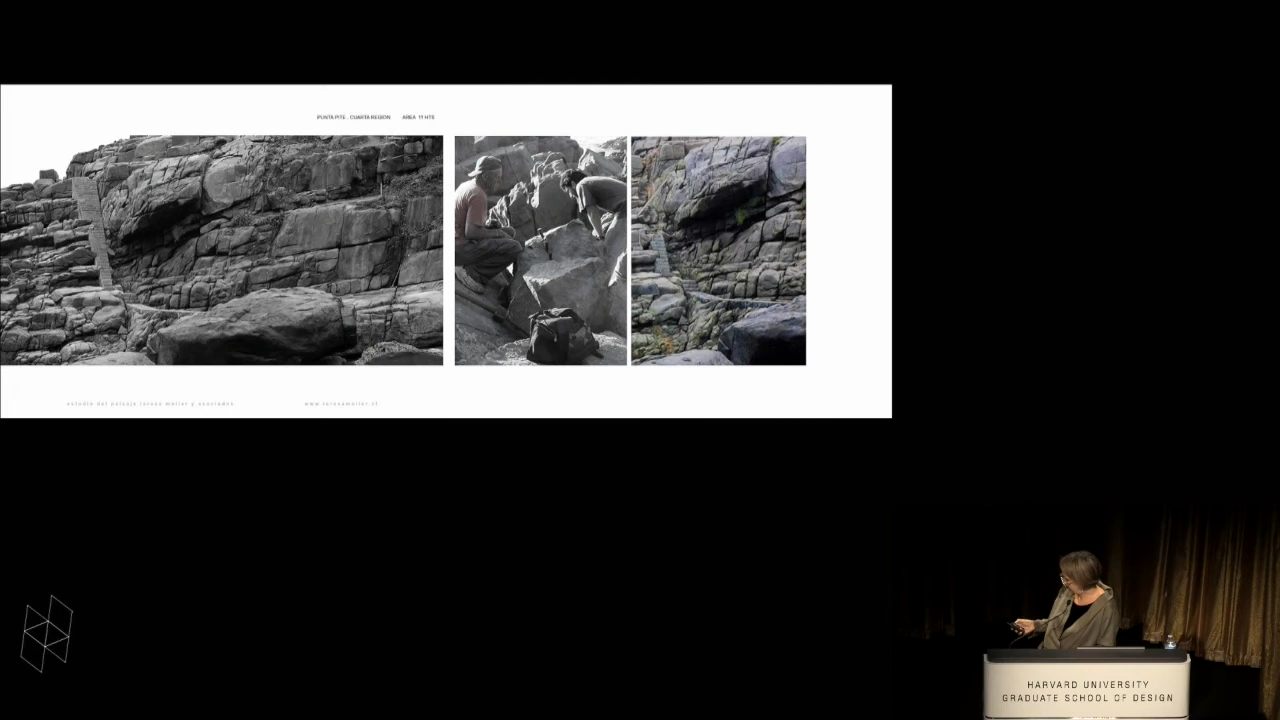 PUNTA PITE . CUARTA REGION AREA 11 HTS
estudio del paisaje teresa moller y asociados www.teresamoller.cl
HARVARD UNIVERSITY
GRADUATE SCHOOL OF DESIGN